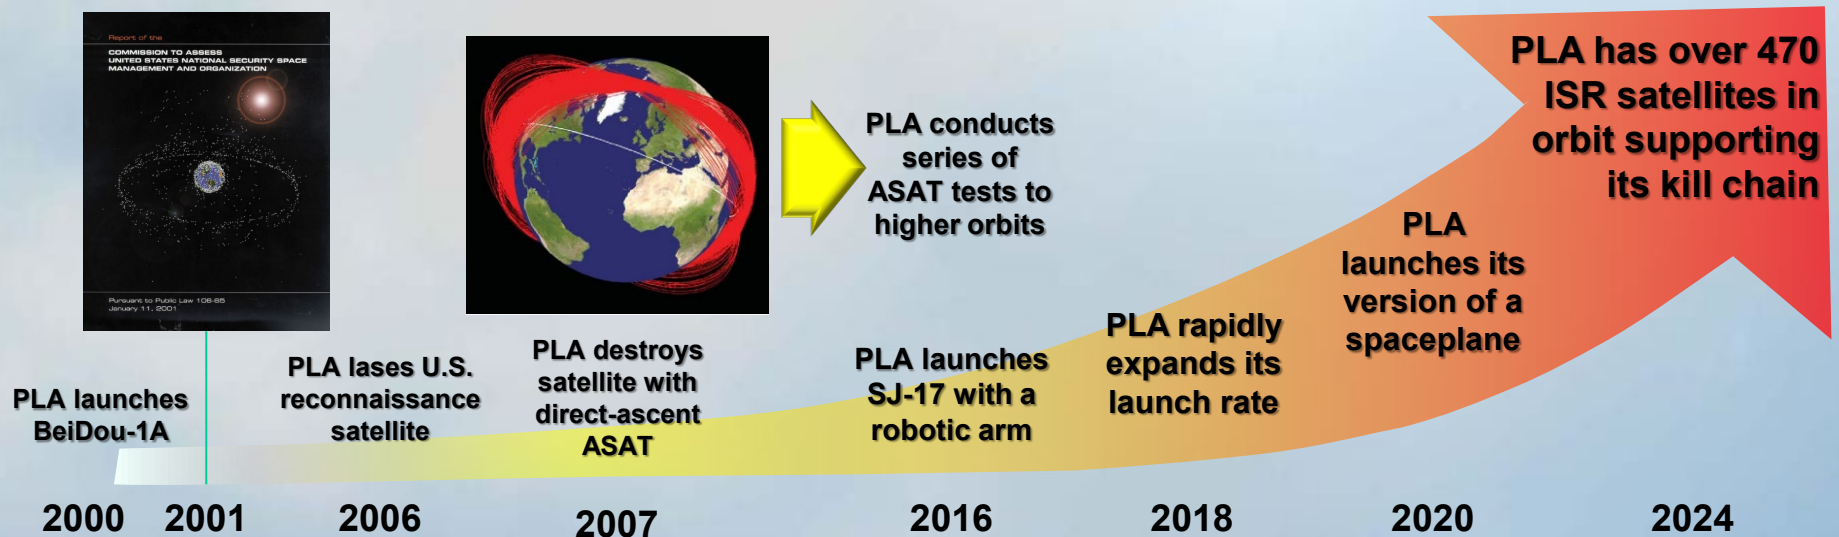 Report of the
COMMISSION TO ASSESS
UNITED STATES NATIONAL SECURITY SPACE
MANAGEMENT AND ORGANIZATION
Pursuant to Public Law 106-65
January 11, 2001
PLA launches
BeiDou-1A
PLA lases U.S.
reconnaissance
satellite
PLA destroys
satellite with
direct-ascent
ASAT
PLA conducts
series of
ASAT tests to
higher orbits
PLA launches
SJ-17 with a
robotic arm
PLA rapidly
expands its
launch rate
PLA
launches its
version of a
spaceplane
PLA has over 470
ISR satellites in
orbit supporting
its kill chain
2000
2001
2006
2007
2016
2018
2020
2024